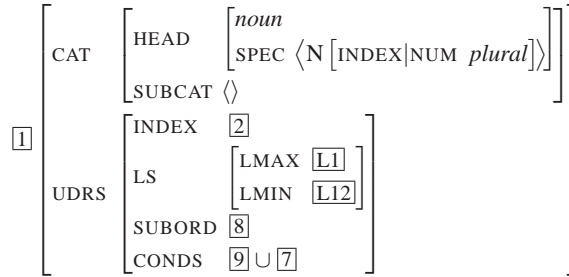 noun
CAT HEAD SPEC ⟨N [INDEX|NUM plural]⟩
SUBCAT ⟨⟩
1
INDEX 2
LS LMAX L1
LMIN L12
UDRS
SUBORD 8
CONDS 9 ∪ 7